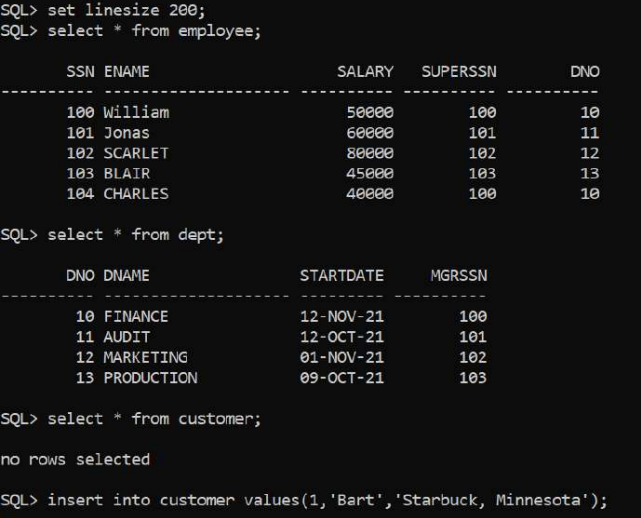 SQL> set linesize 200;
SQL> select * from employee;
SSN ENAME SALARY SUPERSSN DNO
---------- -------------------- ---------- ---------- ----------
100 William 50000 100 10
101 Jonas 60000 101 11
102 SCARLET 80000 102 12
103 BLAIR 45000 103 13
104 CHARLES 40000 100 10
SQL> select * from dept;
DNO DNAME STARTDATE MGRSSN
---------- -------------------- --------- ----------
10 FINANCE 12-NOV-21 100
11 AUDIT 12-OCT-21 101
12 MARKETING 01-NOV-21 102
13 PRODUCTION 09-OCT-21 103
SQL> select * from customer;
no rows selected
SQL> insert into customer values(1,'Bart','Starbuck, Minnesota');